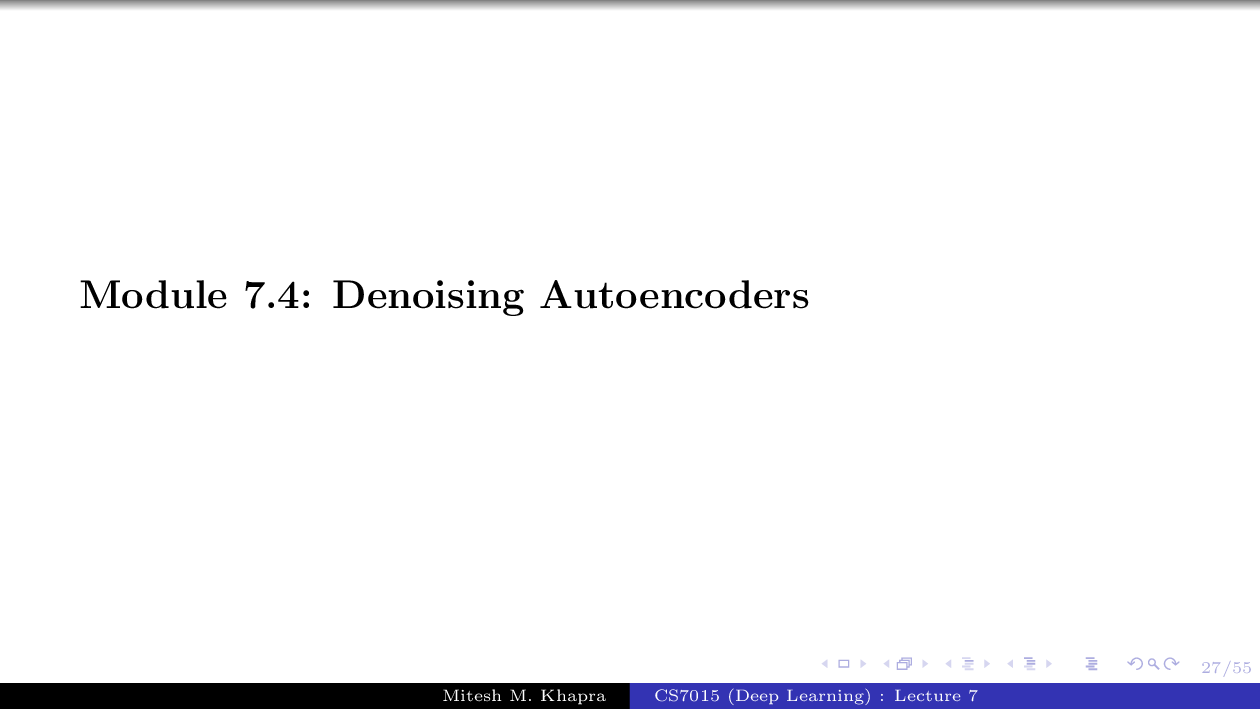 Module 7.4: Denoising Autoencoders
27/55
Mitesh M. Khapra
CS7015 (Deep Learning) : Lecture 7